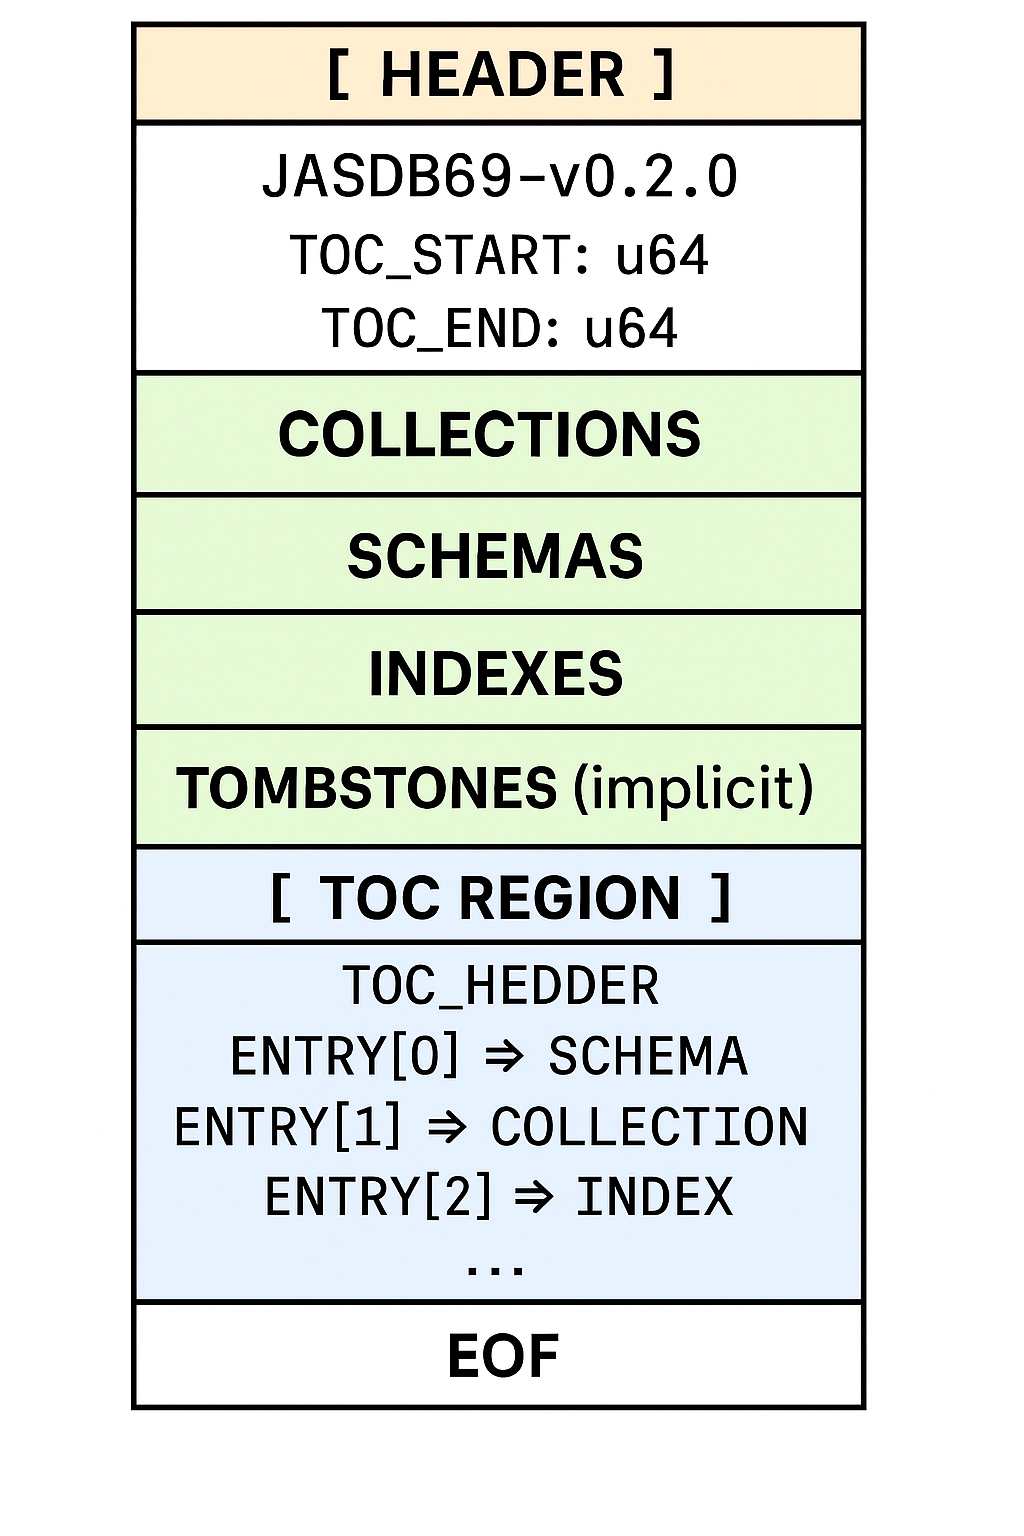 [ HEADER ]
JASDB69-v0.2.0
TOC_START: u64
TOC_END: u64
COLLECTIONS
SCHEMAS
INDEXES
TOMBSTONES (implicit)
[ TOC REGION ]
TOC_HEDDER
ENTRY[0] ⇒ SCHEMA
ENTRY[1] ⇒ COLLECTION
ENTRY[2] ⇒ INDEX
...
EOF